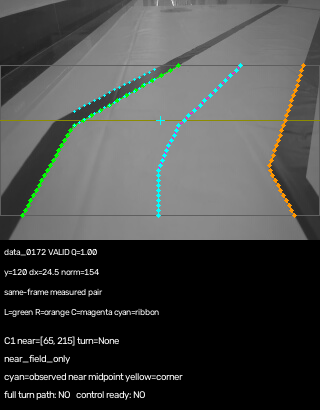 data_0172 VALID Q=1.00
y=120 dx=24.5 norm=154
same-frame measured pair
L=green R=orange C=magenta cyan=ribbon
C1 near=[65, 215] turn=None
near_field_only
cyan=observed near midpoint yellow=corner
full turn path: NO control ready: NO